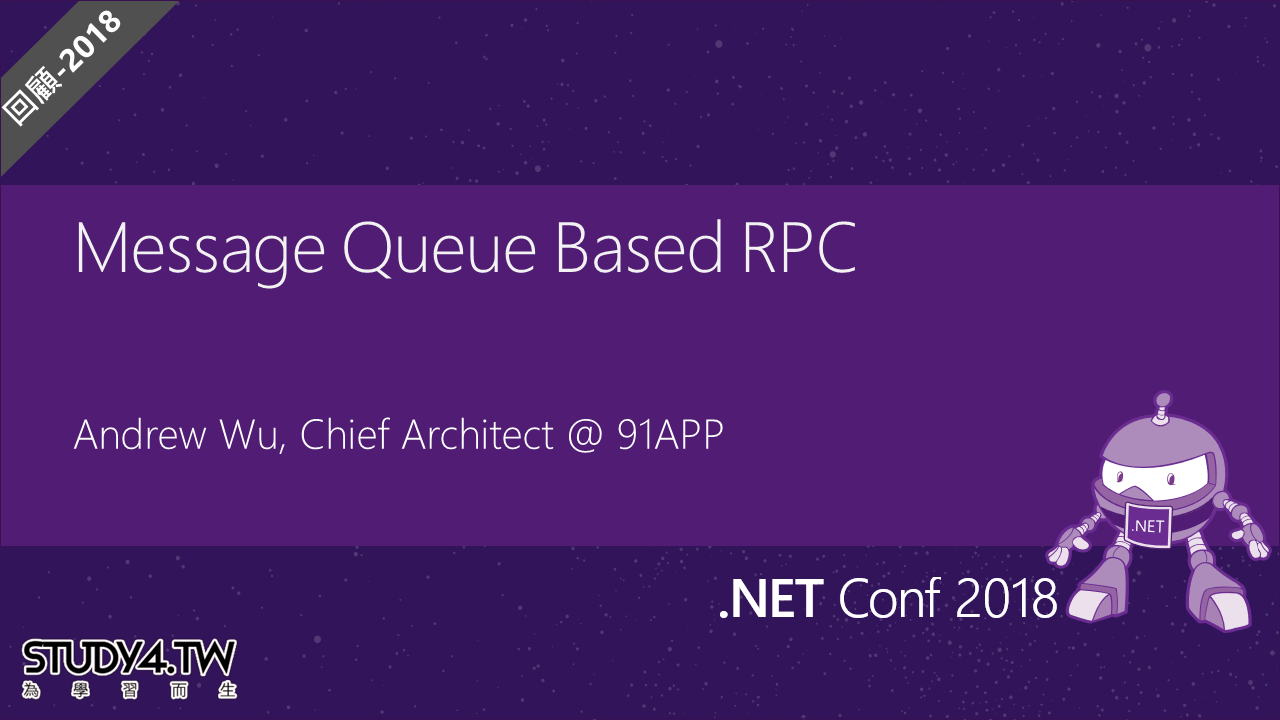 回顧-2018
Message Queue Based RPC
Andrew Wu, Chief Architect @ 91APP
.NET
.NET Conf 2018
STUDY4.TW
為學習而生